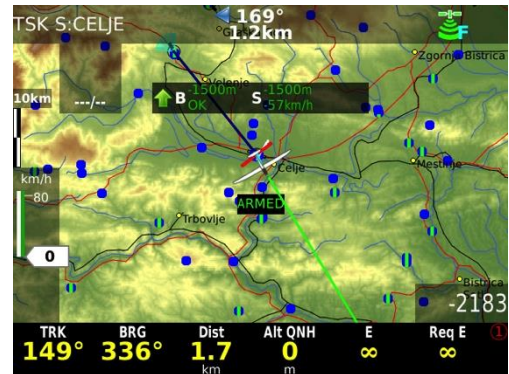 TSK S:CELJE
169°
1.2km
F
Zgornje Bistrica
Velenje
10km
---/--
B
-1500m
OK
S
-1500m
-57km/h
Celje
Mestinje
km/h
80
ARMED
Trbovlje
0
Bistrica
-2183
TRK
BRG
Dist
Alt QNH
E
Req E
1
149°
336°
1.7
0
∞
∞
km
m